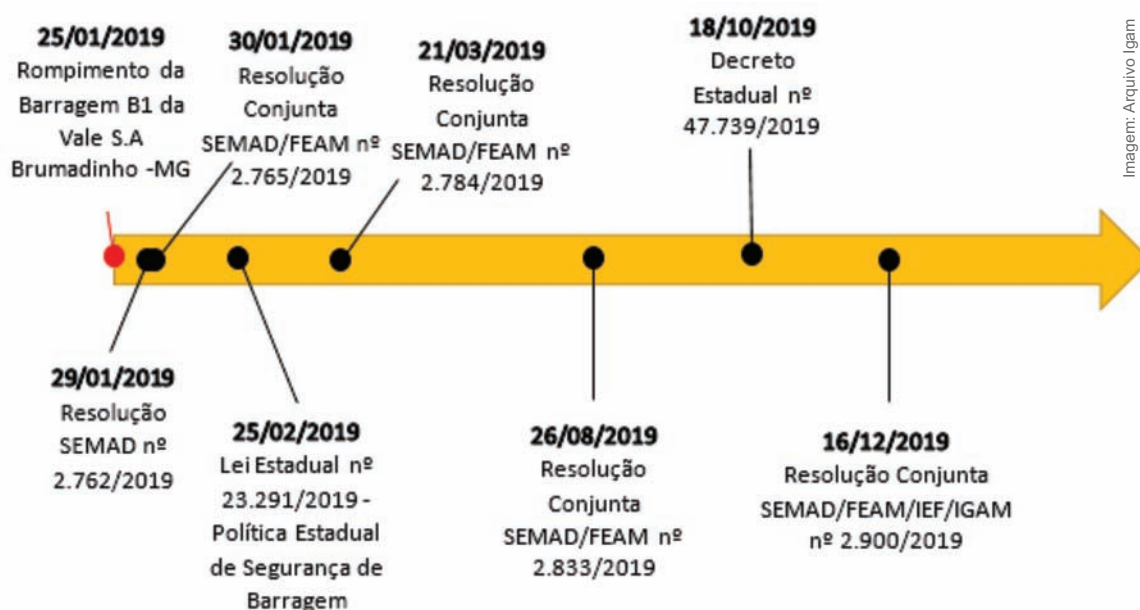 25/01/2019
Rompimento da
Barragem B1 da
Vale S.A
Brumadinho -MG
30/01/2019
Resolução
Conjunta
SEMAD/FEAM nº
2.765/2019
21/03/2019
Resolução
Conjunta
SEMAD/FEAM nº
2.784/2019
18/10/2019
Decreto
Estadual nº
47.739/2019
Imagem: Arquivo Igam
29/01/2019
Resolução
SEMAD nº
2.762/2019
25/02/2019
Lei Estadual nº
23.291/2019 -
Política Estadual
de Segurança de
Barragem
26/08/2019
Resolução
Conjunta
SEMAD/FEAM nº
2.833/2019
16/12/2019
Resolução Conjunta
SEMAD/FEAM/IEF/IGAM
nº 2.900/2019